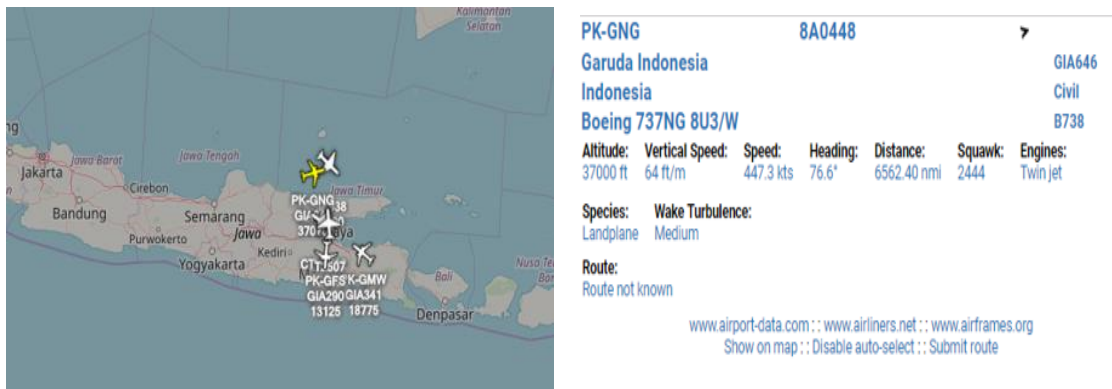 Kalimantan
Selatan
ng
Jakarta
Jawa Barat
Jawa Tengah
Cirebon
Jawa Timur
Bandung
Semarang
PK-GNG
38
Purwokerto
Jawa
Kediri
Yogyakarta
PK-GFS K-GMW
GIA290 GIA341
13125 18775
Bali
Nusa Te
Denpasar
PK-GNG 8A0448
Garuda Indonesia GIA646
Indonesia Civil
Boeing 737NG 8U3/W B738
Altitude: Vertical Speed: Speed: Heading: Distance: Squawk: Engines:
37000 ft 64 ft/m 447.3 kts 76.6° 6562.40 nmi 2444 Twin jet
Species: Wake Turbulence:
Landplane Medium
Route:
Route not known
www.airport-data.com : : www.airliners.net : : www.airframes.org
Show on map : : Disable auto-select : : Submit route